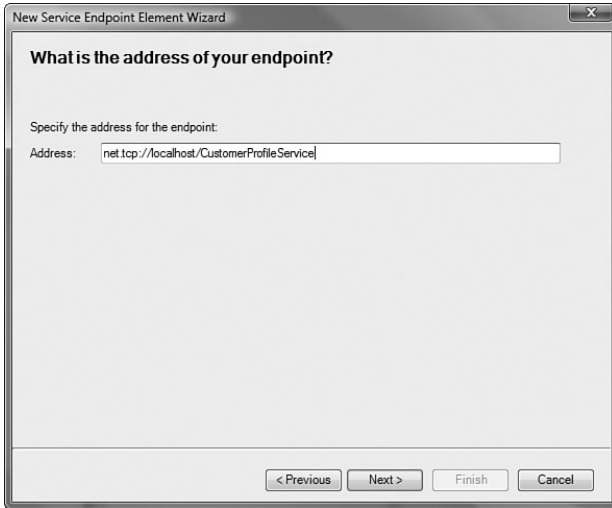 New Service Endpoint Element Wizard
What is the address of your endpoint?
Specify the address for the endpoint:
Address: net.tcp://localhost/CustomerProfileService
< Previous Next > Finish Cancel